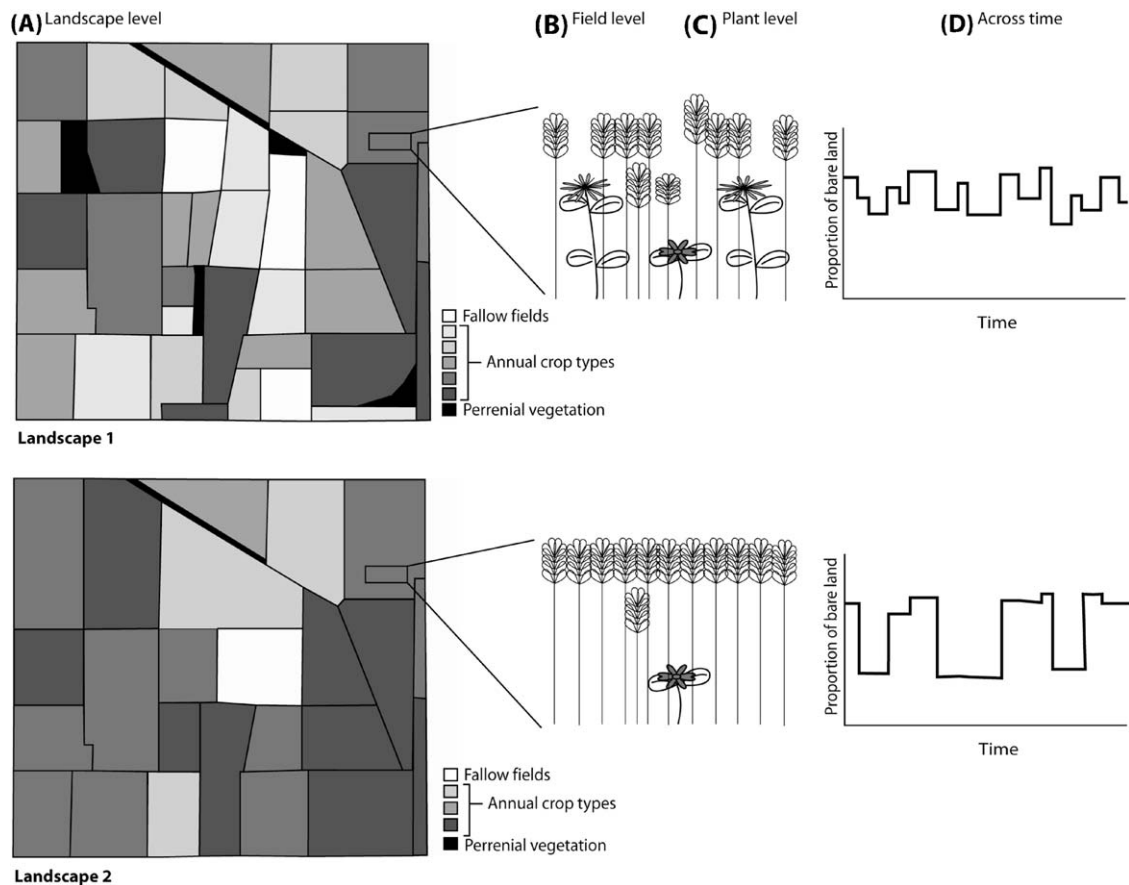 (A) Landscape level
(B) Field level
(C) Plant level
(D) Across time
Proportion of bare land
Time
Fallow fields
Annual crop types
Perrenial vegetation
Landscape 1
Proportion of bare land
Time
Fallow fields
Annual crop types
Perrenial vegetation
Landscape 2